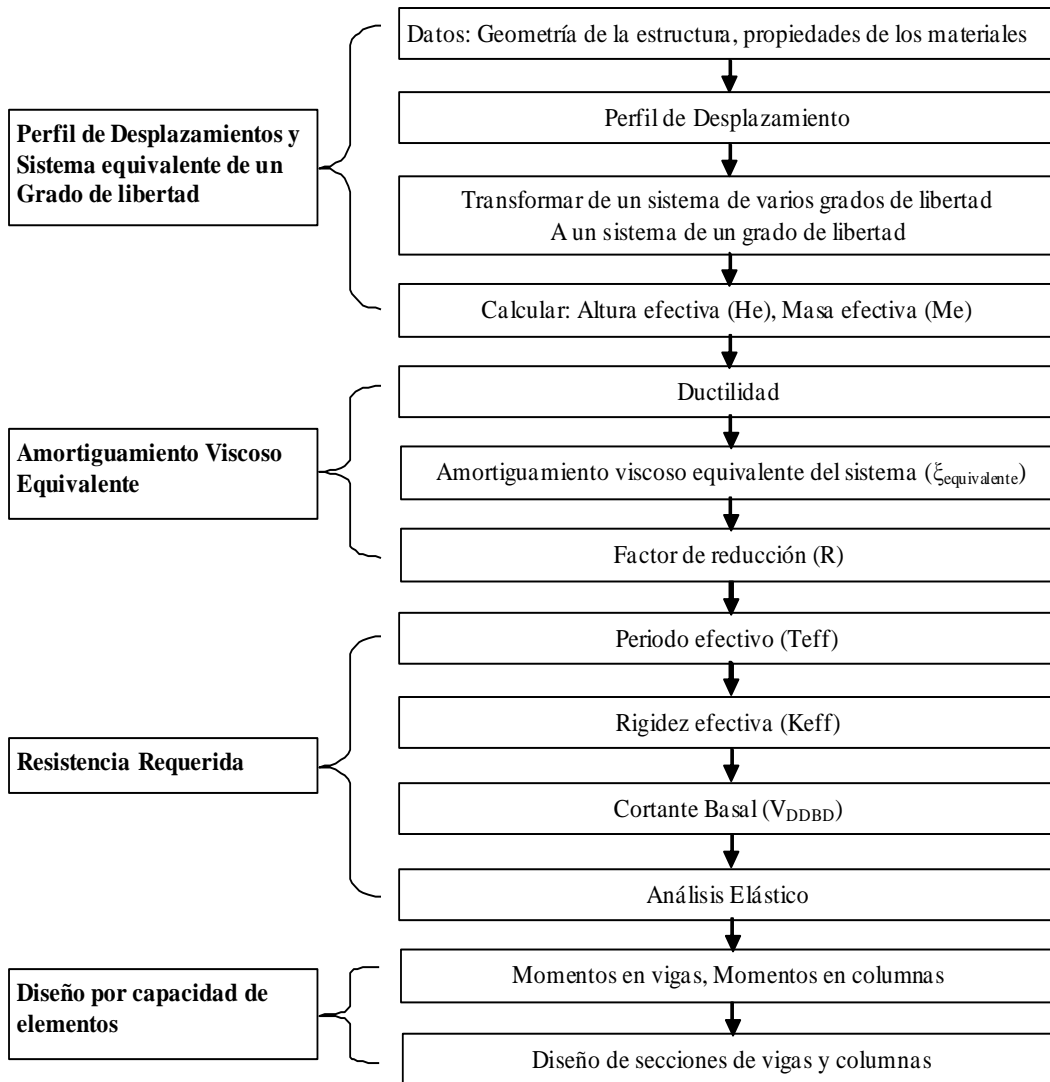 Datos: Geometría de la estructura, propiedades de los materiales
Perfil de Desplazamientos y
Sistema equivalente de un
Grado de libertad
Perfil de Desplazamiento
Transformar de un sistema de varios grados de libertad
A un sistema de un grado de libertad
Calcular: Altura efectiva (He), Masa efectiva (Me)
Amortiguamiento Viscoso
Equivalente
Ductilidad
Amortiguamiento viscoso equivalente del sistema (ξequivalente)
Factor de reducción (R)
Resistencia Requerida
Periodo efectivo (Teff)
Rigidez efectiva (Keff)
Cortante Basal (VDDBD)
Análisis Elástico
Diseño por capacidad de
elementos
Momentos en vigas, Momentos en columnas
Diseño de secciones de vigas y columnas